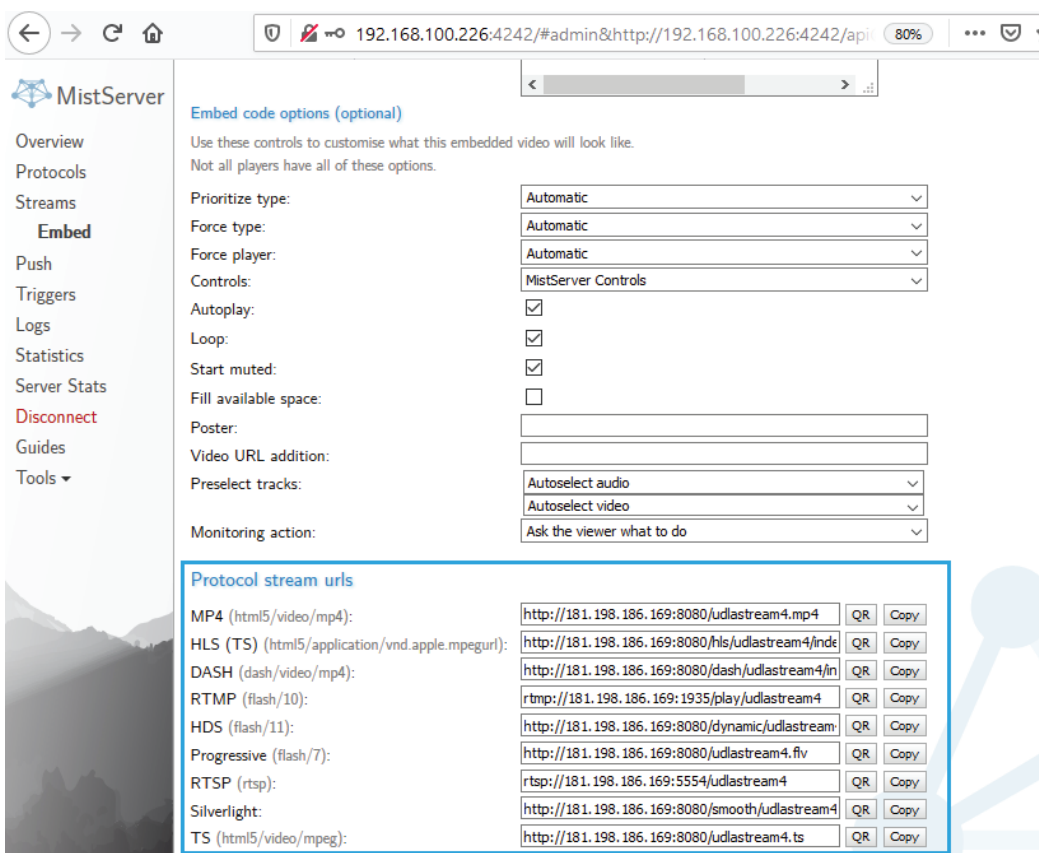 192.168.100.226:4242/#admin&http://192.168.100.226:4242/api 80%
MistServer
Overview
Protocols
Streams
Embed
Push
Triggers
Logs
Statistics
Server Stats
Disconnect
Guides
Tools
Embed code options (optional)
Use these controls to customise what this embedded video will look like.
Not all players have all of these options.
Prioritize type: Automatic
Force type: Automatic
Force player: Automatic
Controls: MistServer Controls
Autoplay:
Loop:
Start muted:
Fill available space:
Poster:
Video URL addition:
Preselect tracks: Autoselect audio
Autoselect video
Monitoring action: Ask the viewer what to do
Protocol stream urls
MP4 (html5/video/mp4): http://181.198.186.169:8080/udlastream4.mp4 QR Copy
HLS (TS) (html5/application/vnd.apple.mpegurl): http://181.198.186.169:8080/hls/udlastream4/inde QR Copy
DASH (dash/video/mp4): http://181.198.186.169:8080/dash/udlastream4/in QR Copy
RTMP (flash/10): rtmp://181.198.186.169:1935/play/udlastream4 QR Copy
HDS (flash/11): http://181.198.186.169:8080/dynamic/udlastream QR Copy
Progressive (flash/7): http://181.198.186.169:8080/udlastream4.flv QR Copy
RTSP (rtsp): rtsp://181.198.186.169:5554/udlastream4 QR Copy
Silverlight: http://181.198.186.169:8080/smooth/udlastream4 QR Copy
TS (html5/video/mpeg): http://181.198.186.169:8080/udlastream4.ts QR Copy